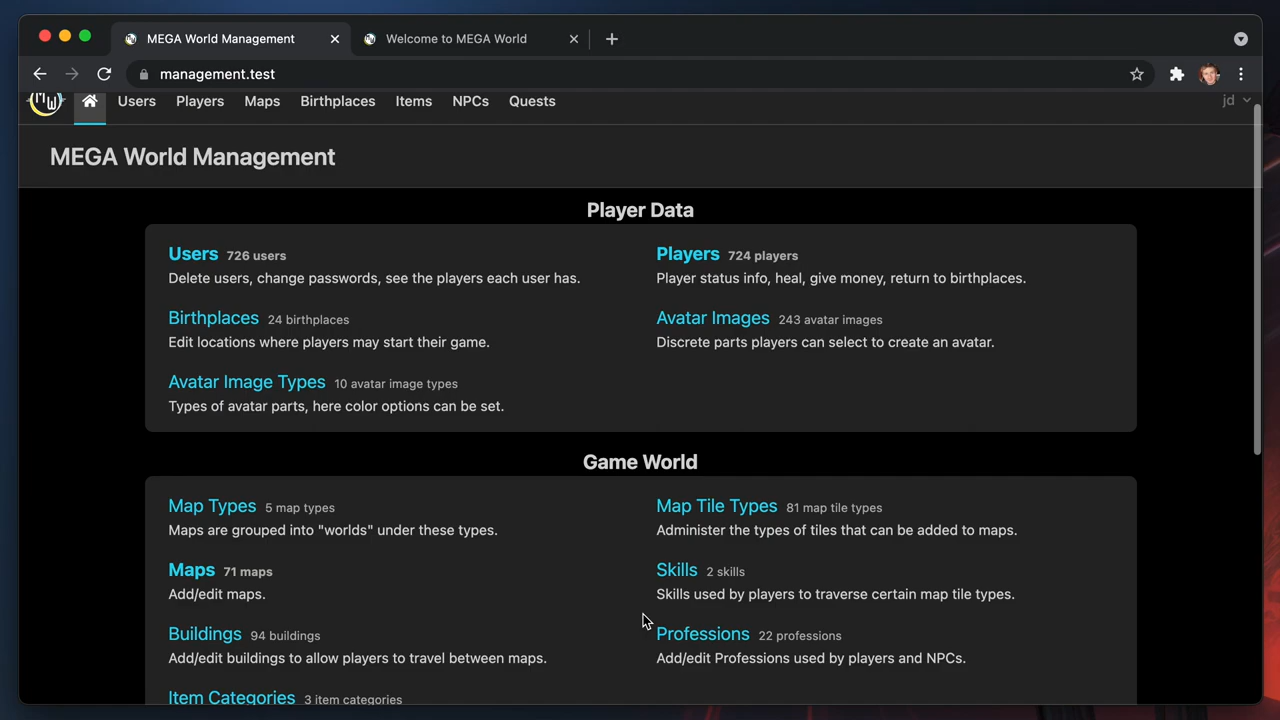 MEGA World Management
Welcome to MEGA World
management.test
MW
Users Players Maps Birthplaces Items NPCs Quests
jd
MEGA World Management
Player Data
Users 726 users
Delete users, change passwords, see the players each user has.
Players 724 players
Player status info, heal, give money, return to birthplaces.
Birthplaces 24 birthplaces
Edit locations where players may start their game.
Avatar Images 243 avatar images
Discrete parts players can select to create an avatar.
Avatar Image Types 10 avatar image types
Types of avatar parts, here color options can be set.
Game World
Map Types 5 map types
Maps are grouped into "worlds" under these types.
Map Tile Types 81 map tile types
Administer the types of tiles that can be added to maps.
Maps 71 maps
Add/edit maps.
Skills 2 skills
Skills used by players to traverse certain map tile types.
Buildings 94 buildings
Add/edit buildings to allow players to travel between maps.
Professions 22 professions
Add/edit Professions used by players and NPCs.
Item Categories 3 item categories